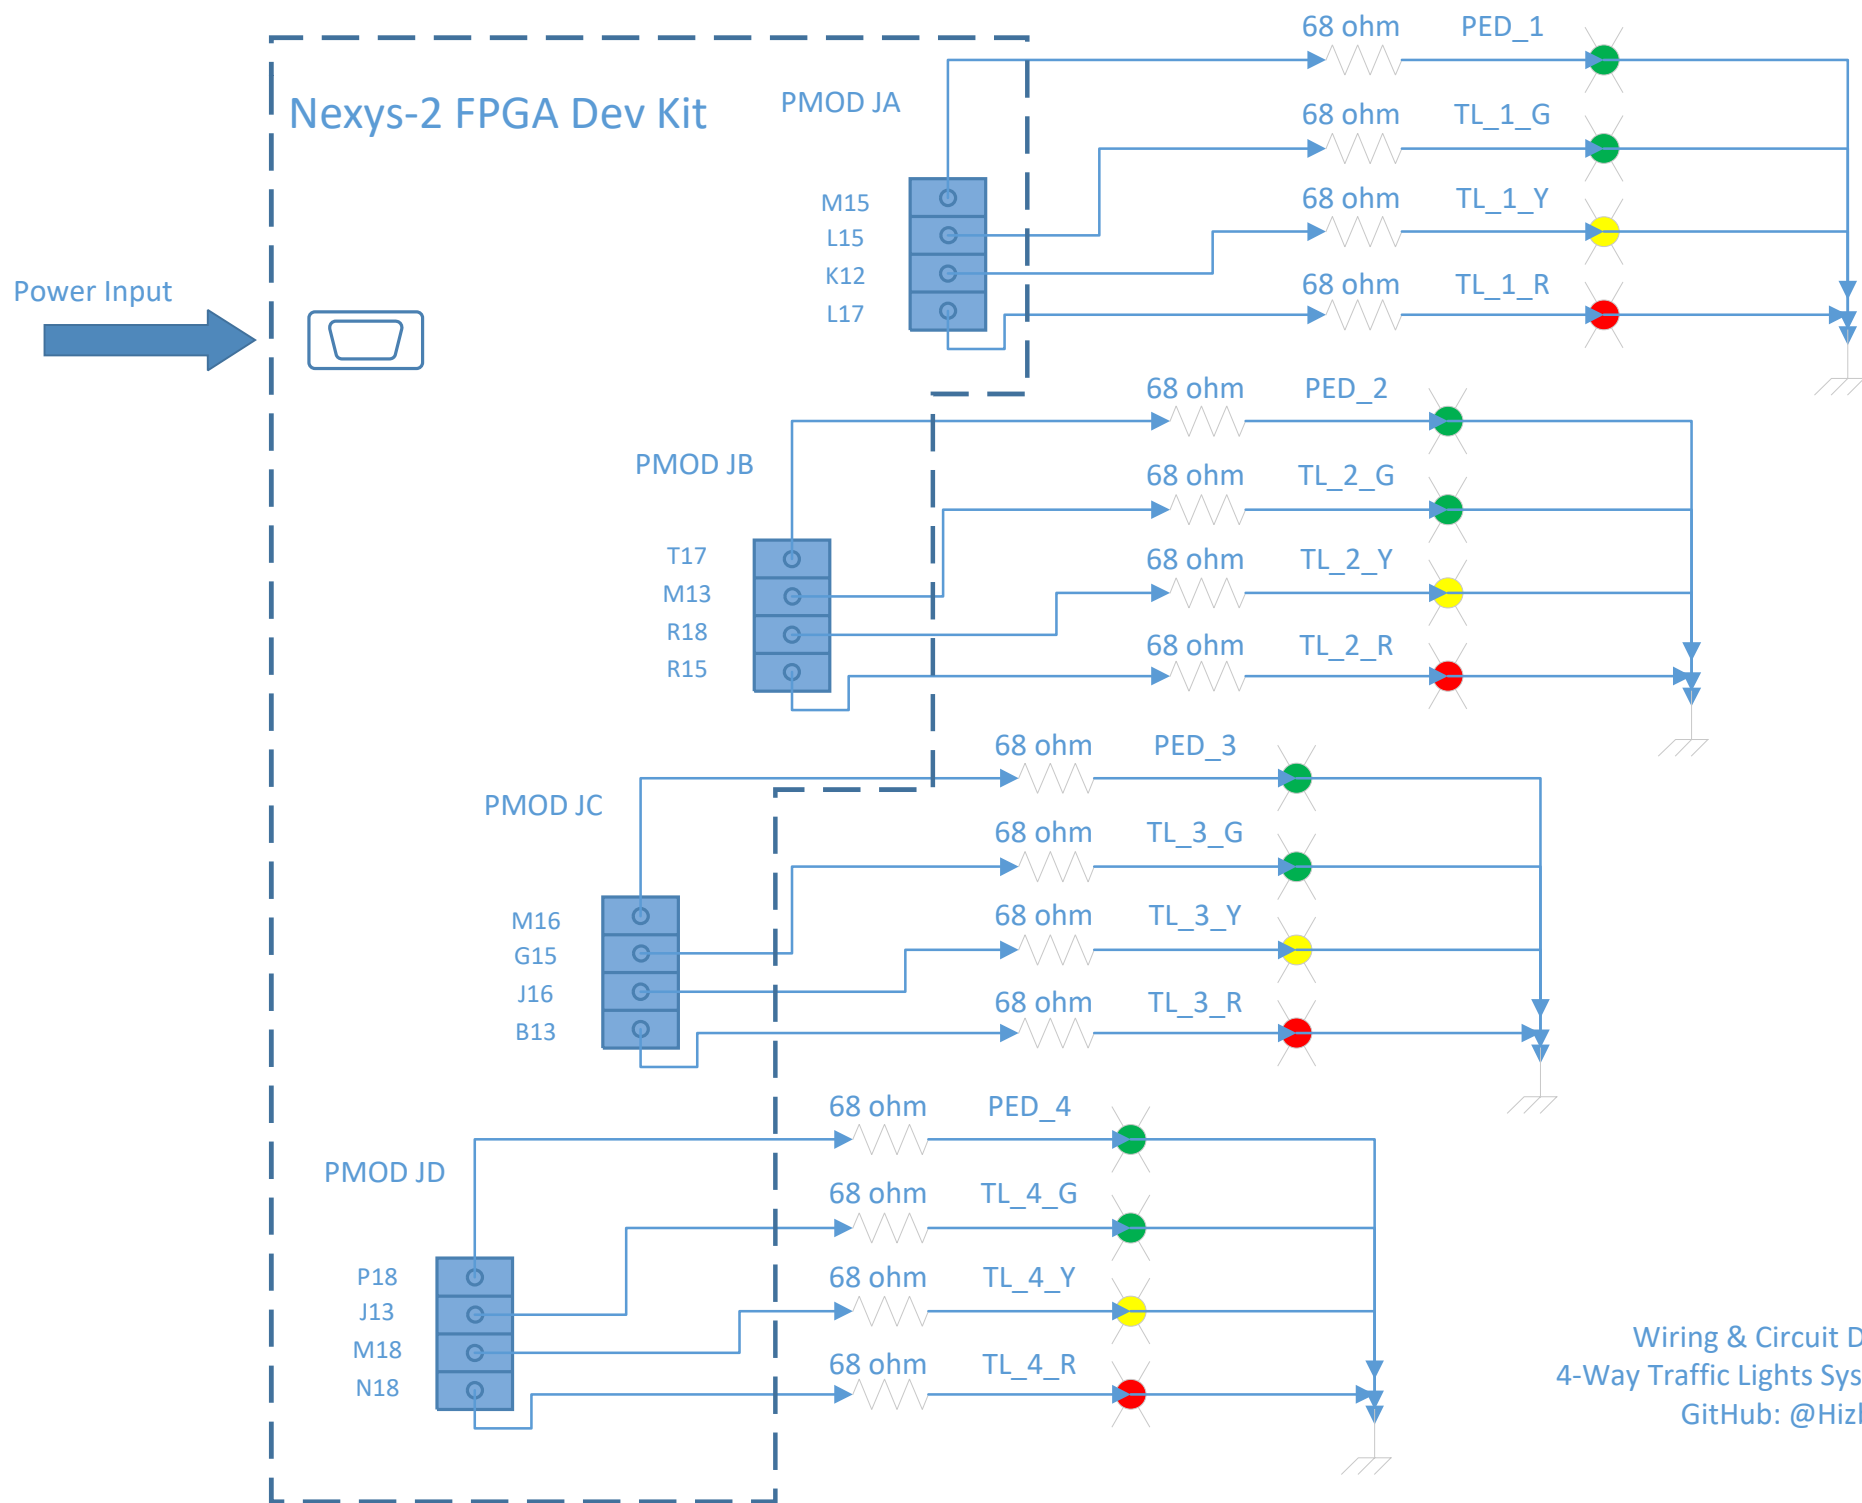 68 ohm PED_1
Nexys-2 FPGA Dev Kit
PMOD JA
68 ohm TL_1_G
M15
68 ohm TL_1_Y
L15
K12
68 ohm TL_1_R
L17
Power Input
68 ohm PED_2
PMOD JB
68 ohm TL_2_G
T17
68 ohm TL_2_Y
M13
R18
68 ohm TL_2_R
R15
68 ohm PED_3
PMOD JC
68 ohm TL_3_G
M16
68 ohm TL_3_Y
G15
J16
68 ohm TL_3_R
B13
68 ohm PED_4
PMOD JD
68 ohm TL_4_G
P18
68 ohm TL_4_Y
J13
M18
68 ohm TL_4_R
N18
Wiring & Circuit
4-Way Traffic Lights
GitHub: